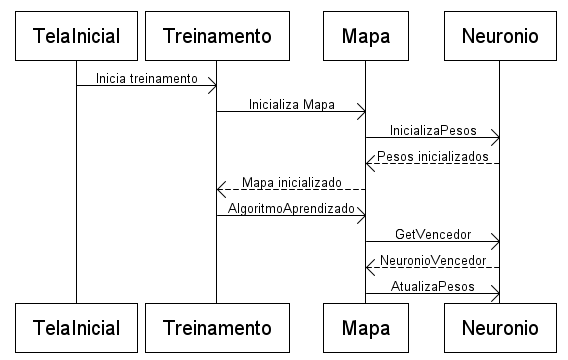 TelaInicial Treinamento Mapa Neuronio
Inicia treinamento
Inicializa Mapa
InicializaPesos
Pesos inicializados
Mapa inicializado
AlgoritmoAprendizado
GetVencedor
NeuronioVencedor
AtualizaPesos
TelaInicial Treinamento Mapa Neuronio